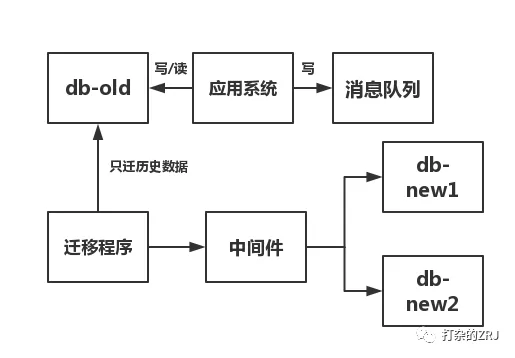 写/读
写
db-old
应用系统
消息队列
只迁历史数据
db-
new1
迁移程序
中间件
db-
new2
打杂的ZRJ